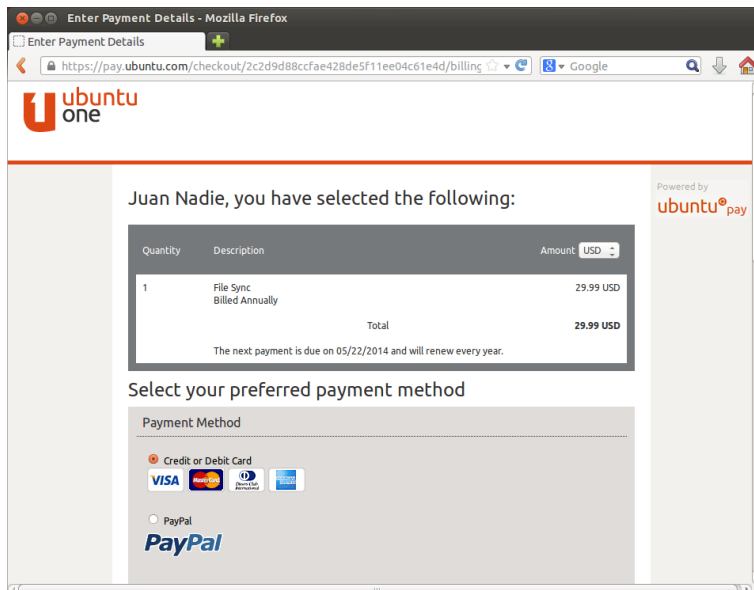 Enter Payment Details - Mozilla Firefox
Enter Payment Details
https://pay.ubuntu.com/checkout/2c2d9d88ccfae428de5f11ee04c61e4d/billing
Google
ubuntu
one
Powered by
ubuntu pay
Juan Nadie, you have selected the following:
Quantity Description Amount USD
1 File Sync 29.99 USD
Billed Annually
Total 29.99 USD
The next payment is due on 05/22/2014 and will renew every year.
Select your preferred payment method
Payment Method
Credit or Debit Card
VISA MasterCard Diners Club
International
PayPal
PayPal